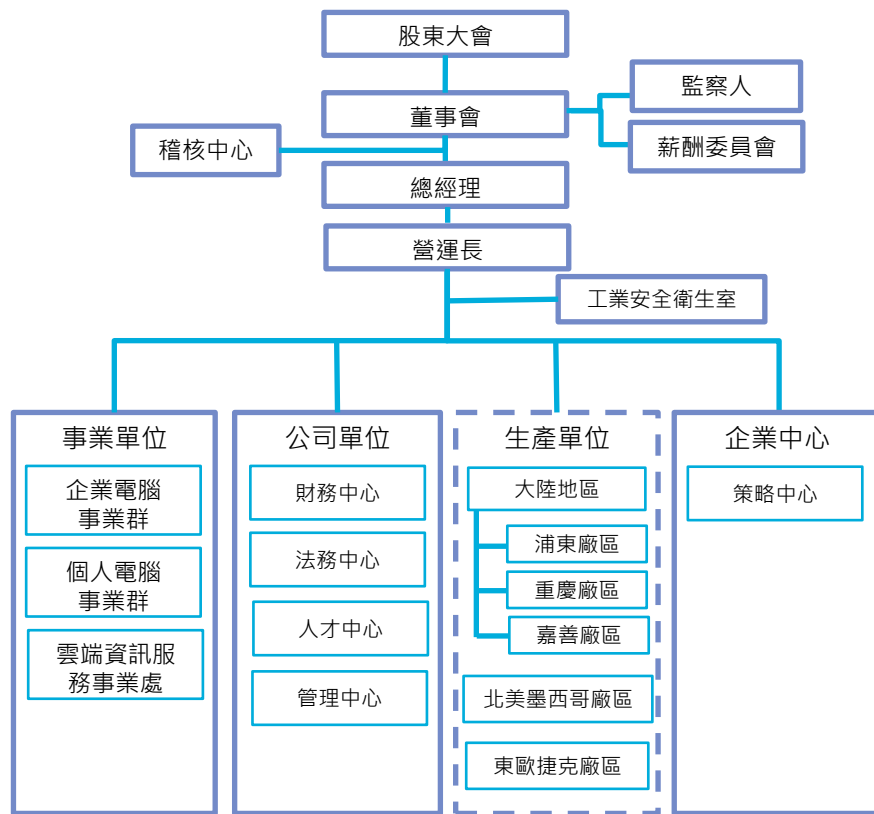 股東大會
監察人
董事會
稽核中心
薪酬委員會
總經理
營運長
工業安全衛生室
事業單位
企業電腦
事業群
個人電腦
事業群
雲端資訊服
務事業處
公司單位
財務中心
法務中心
人才中心
管理中心
生產單位
大陸地區
浦東廠區
重慶廠區
嘉善廠區
北美墨西哥廠區
東歐捷克廠區
企業中心
策略中心